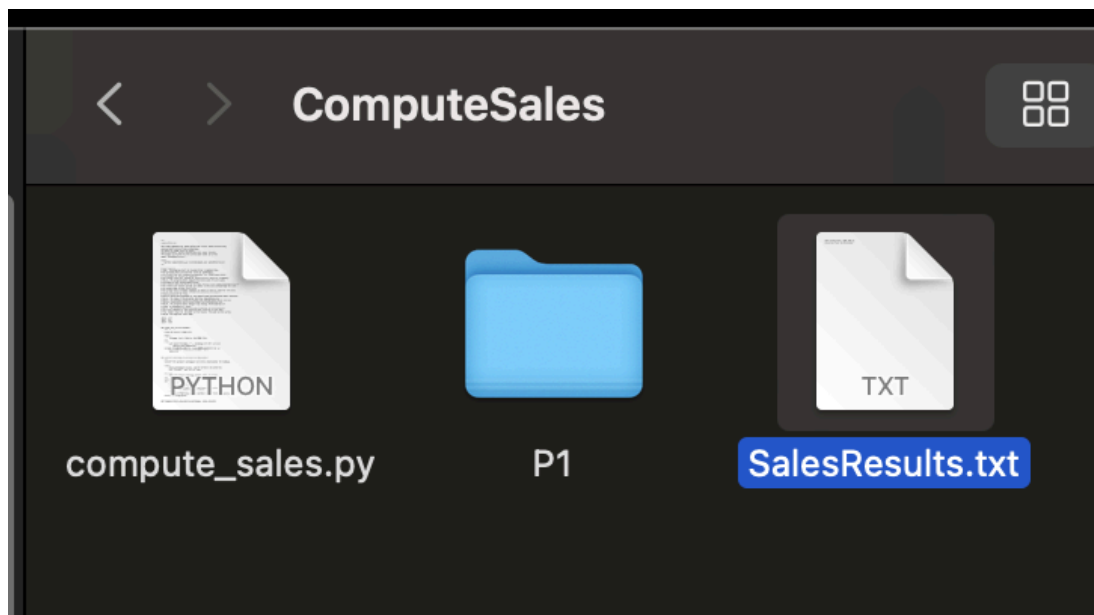 ComputeSales
PYTHON
TXT
compute_sales.py
P1
SalesResults.txt